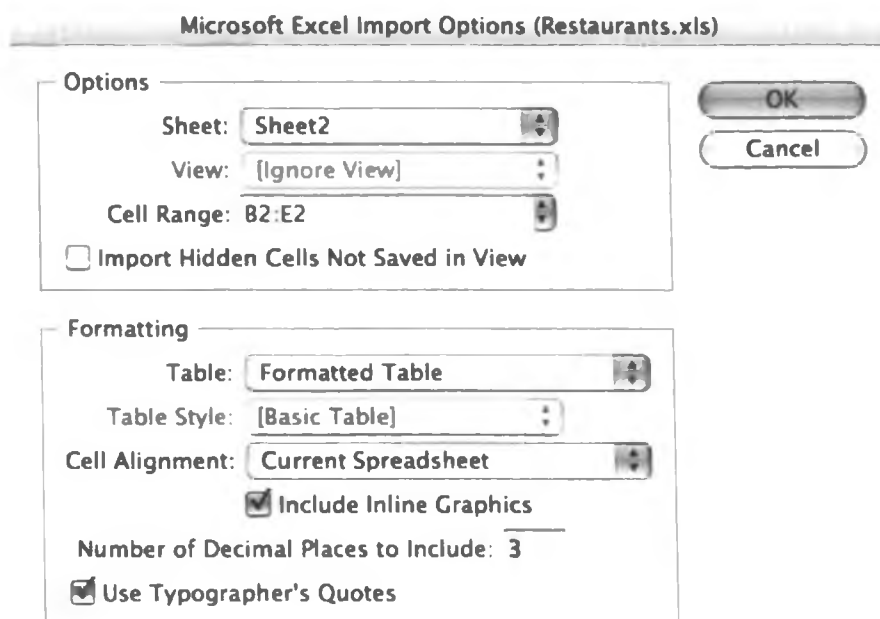 Microsoft Excel Import Options (Restaurants.xls)
Options
Sheet: Sheet2
View: [Ignore View]
Cell Range: B2:E2
Import Hidden Cells Not Saved in View
OK
Cancel
Formatting
Table: Formatted Table
Table Style: [Basic Table]
Cell Alignment: Current Spreadsheet
Include Inline Graphics
Number of Decimal Places to Include: 3
Use Typographer's Quotes